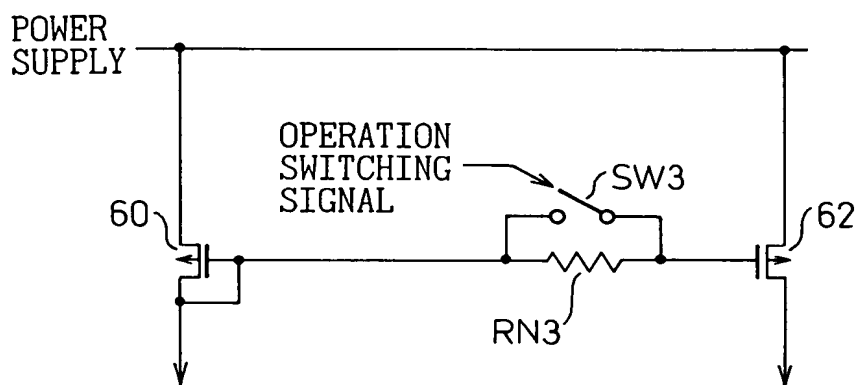 POWER
SUPPLY
OPERATION
SWITCHING
SIGNAL
SW3
60
62
RN3